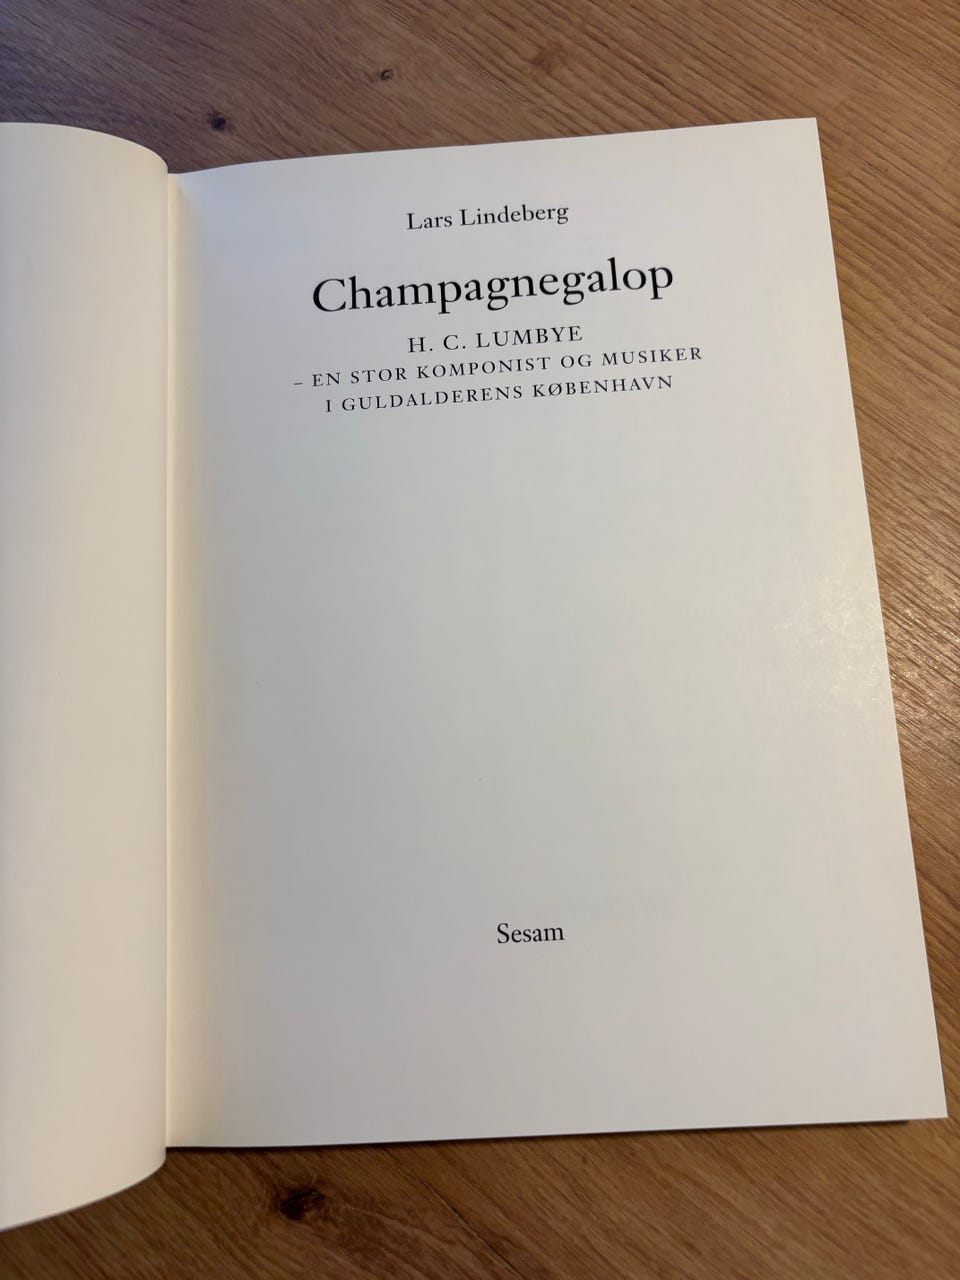 Lars Lindeberg
Champagnegalop
H. C. LUMBYE
– EN STOR KOMPONIST OG MUSIKER
I GULDALDERENS KØBENHAVN
Sesam